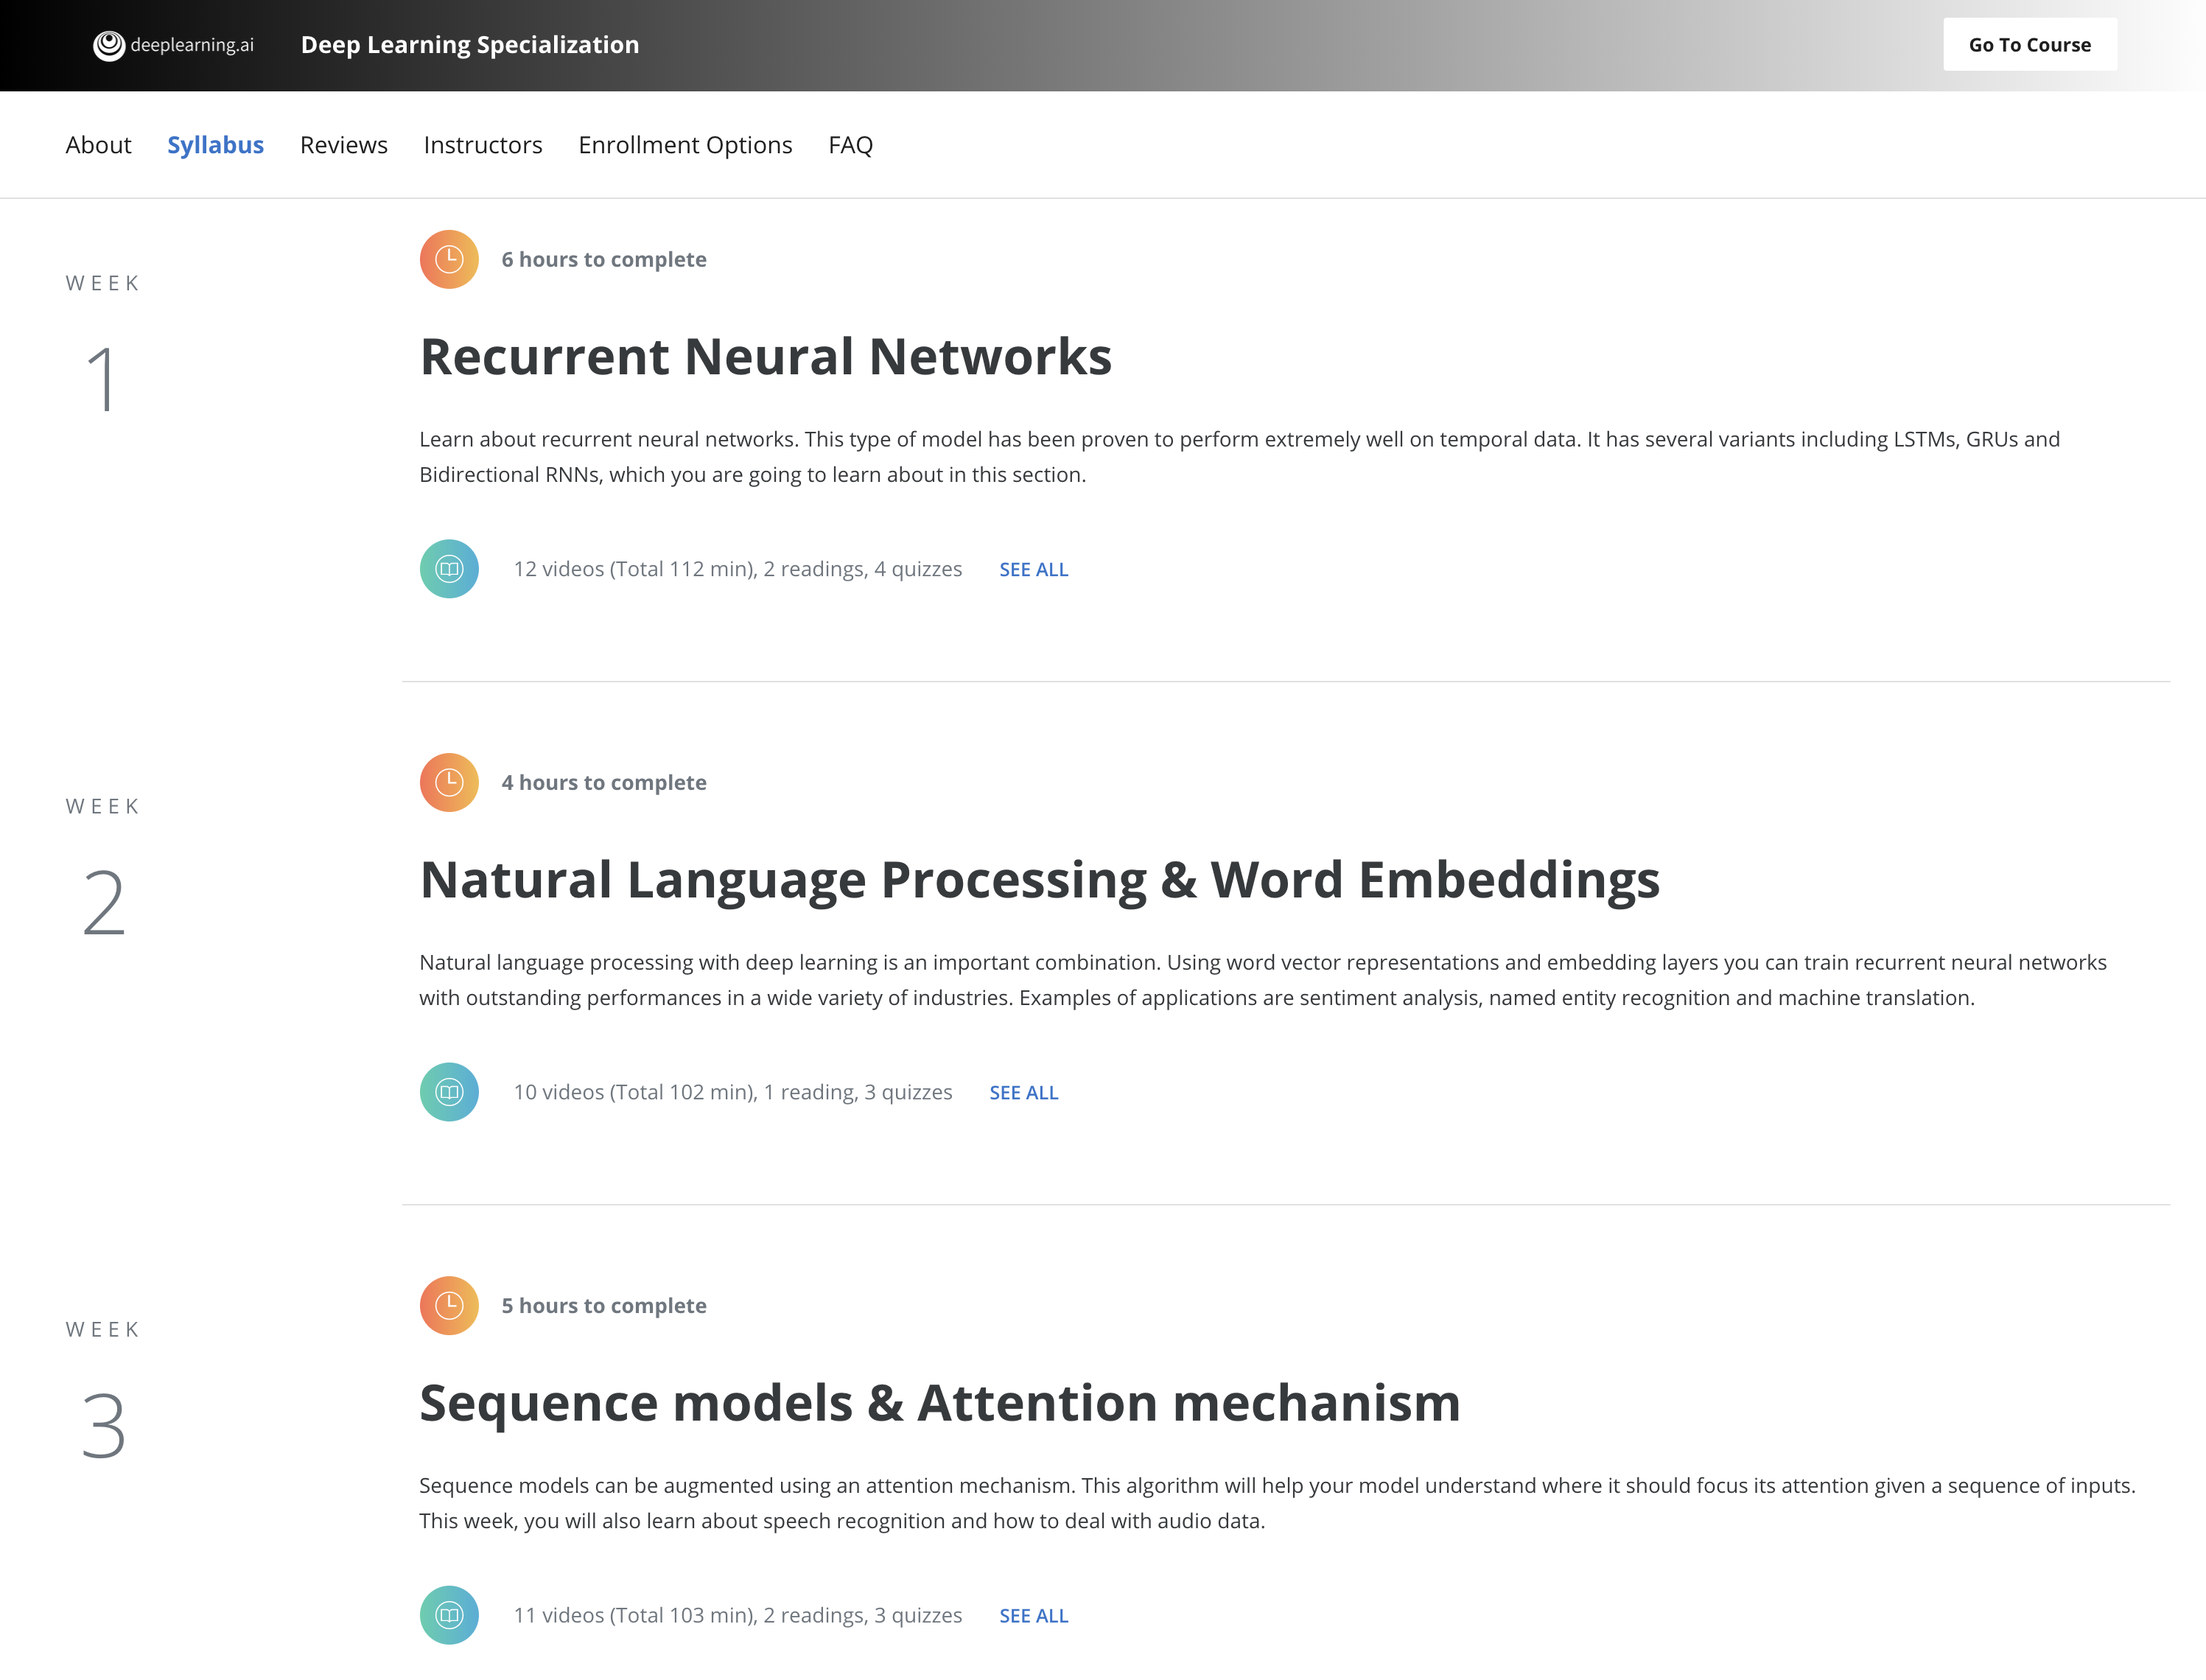 deeplearning.ai
Deep Learning Specialization
Go To Course
About Syllabus Reviews Instructors Enrollment Options FAQ
WEEK
1
6 hours to complete
Recurrent Neural Networks
Learn about recurrent neural networks. This type of model has been proven to perform extremely well on temporal data. It has several variants including LSTMs, GRUs and
Bidirectional RNNs, which you are going to learn about in this section.
12 videos (Total 112 min), 2 readings, 4 quizzes SEE ALL
WEEK
2
4 hours to complete
Natural Language Processing & Word Embeddings
Natural language processing with deep learning is an important combination. Using word vector representations and embedding layers you can train recurrent neural networks
with outstanding performances in a wide variety of industries. Examples of applications are sentiment analysis, named entity recognition and machine translation.
10 videos (Total 102 min), 1 reading, 3 quizzes SEE ALL
WEEK
3
5 hours to complete
Sequence models & Attention mechanism
Sequence models can be augmented using an attention mechanism. This algorithm will help your model understand where it should focus its attention given a sequence of inputs.
This week, you will also learn about speech recognition and how to deal with audio data.
11 videos (Total 103 min), 2 readings, 3 quizzes SEE ALL